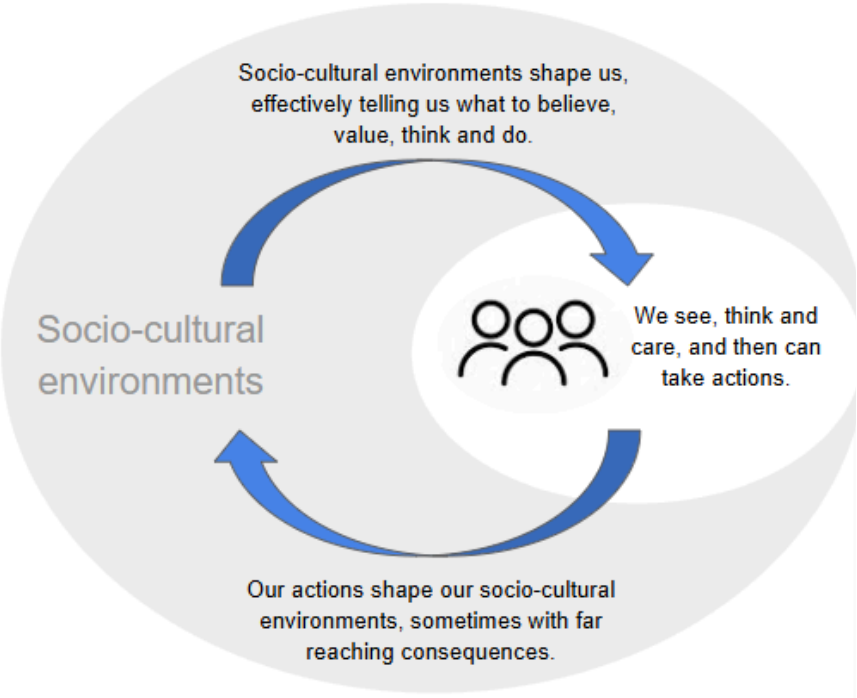 Socio-cultural environments shape us,
effectively telling us what to believe,
value, think and do.
Socio-cultural
environments
We see, think and
care, and then can
take actions.
Our actions shape our socio-cultural
environments, sometimes with far
reaching consequences.